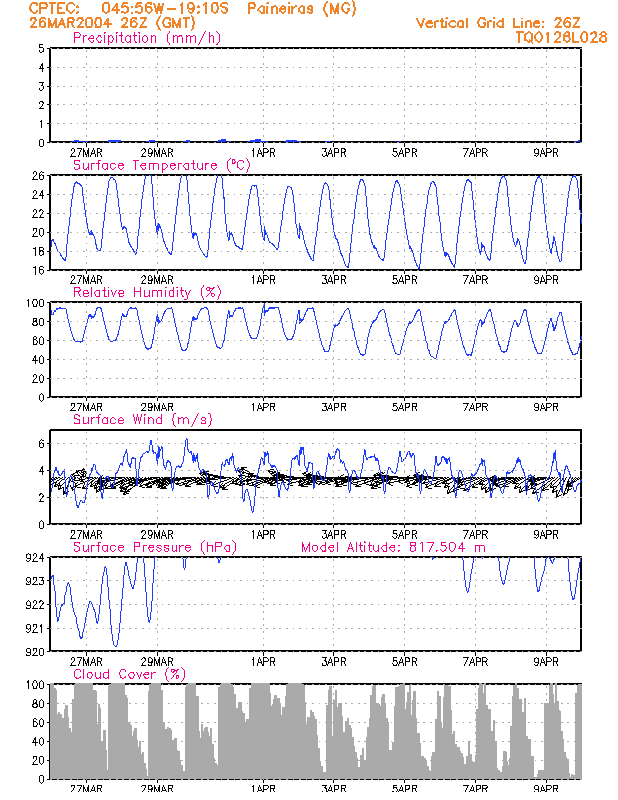 CPTEC: 045:56W-19:10S Paineiras (MG)
26MAR2004 26Z (GMT) Vertical Grid Line: 26Z
Precipitation (mm/h) TQ0126L028
5
4
3
2
1
0
27MAR 29MAR 1APR 3APR 5APR 7APR 9APR
Surface Temperature (°C)
26
24
22
20
18
16
27MAR 29MAR 1APR 3APR 5APR 7APR 9APR
Relative Humidity (%)
100
80
60
40
20
0
27MAR 29MAR 1APR 3APR 5APR 7APR 9APR
Surface Wind (m/s)
6
4
2
0
27MAR 29MAR 1APR 3APR 5APR 7APR 9APR
Surface Pressure (hPa) Model Altitude: 817.504 m
924
923
922
921
920
27MAR 29MAR 1APR 3APR 5APR 7APR 9APR
Cloud Cover (%)
100
80
60
40
20
0
27MAR 29MAR 1APR 3APR 5APR 7APR 9APR